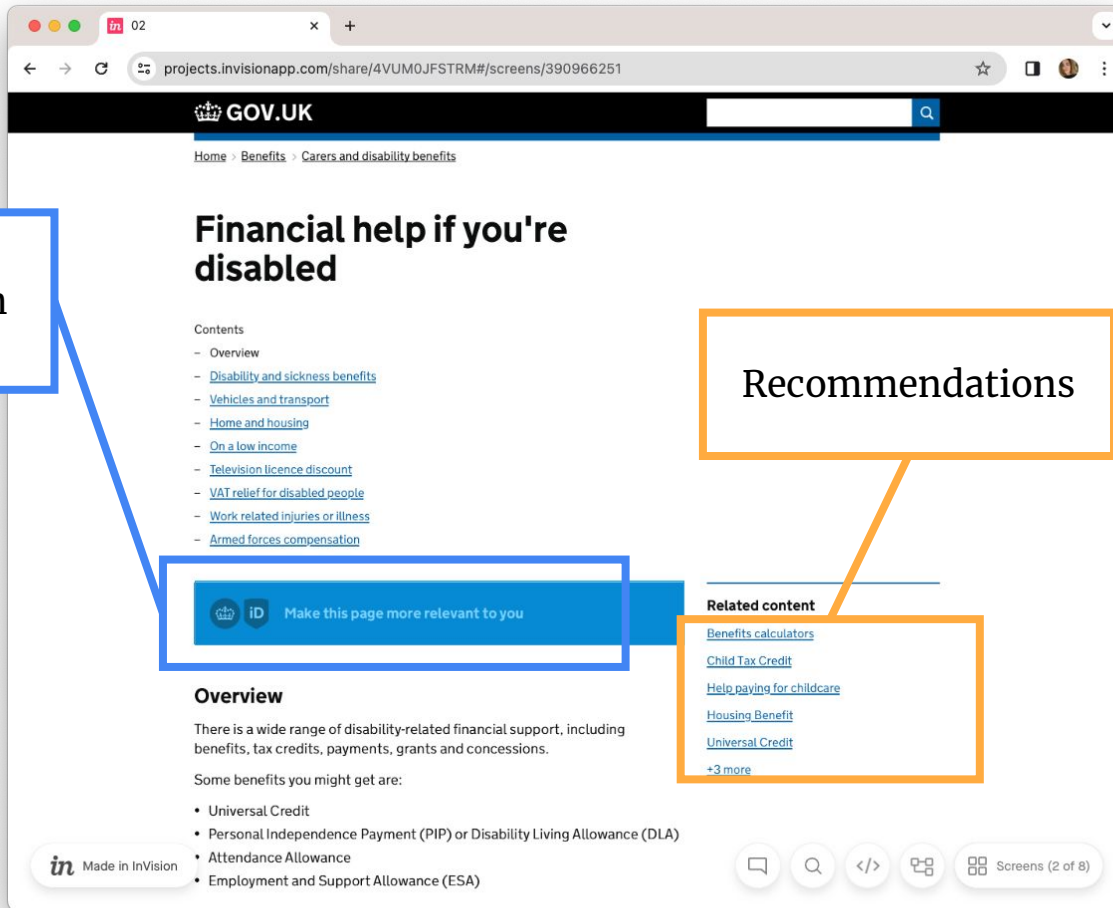 in 02
projects.invisionapp.com/share/4VUM0JFSTRM#/screens/390966251
GOV.UK
Home > Benefits > Carers and disability benefits
Financial help if you're
disabled
Contents
– Overview
– Disability and sickness benefits
– Vehicles and transport
– Home and housing
– On a low income
– Television licence discount
– VAT relief for disabled people
– Work related injuries or illness
– Armed forces compensation
Recommendations
iD Make this page more relevant to you
Related content
Benefits calculators
Child Tax Credit
Help paying for childcare
Housing Benefit
Universal Credit
+3 more
Overview
There is a wide range of disability-related financial support, including
benefits, tax credits, payments, grants and concessions.
Some benefits you might get are:
• Universal Credit
• Personal Independence Payment (PIP) or Disability Living Allowance (DLA)
• Attendance Allowance
• Employment and Support Allowance (ESA)
in Made in InVision
</> Screens (2 of 8)